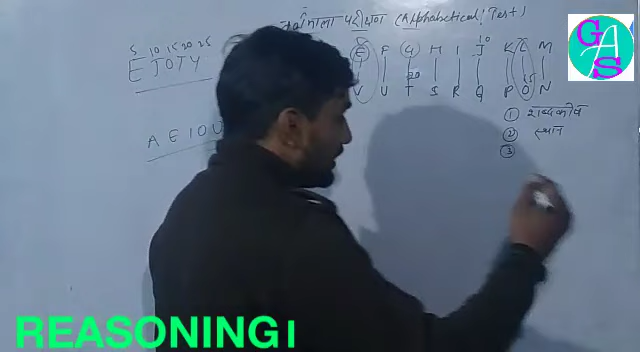 वर्णमाला परीक्षण (Alphabetical Test)
5 10 15 20 25
E J O T Y
10
E F G H I J K L M
20 15
V U T S R Q P O N
A E I O U
① शब्दकोष
② स्थान
③
GAS
REASONING।